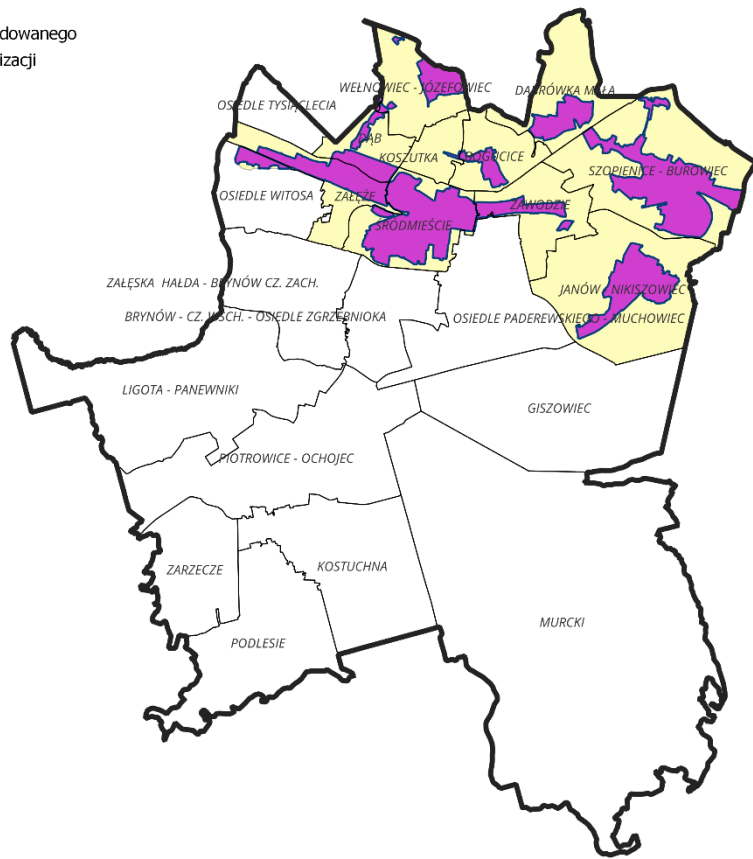 dowanego
izacji
WEŁNOWIEC - JÓZEFOWIEC
DĄBRÓWKA MAŁA
OSIEDLE TYSIĄCLECIA
DĄB
KOSZUTKA
BOGUCICE
SZOPIENICE - BUROWIEC
OSIEDLE WITOSA
ZAŁĘŻE
ZAWODZIE
ŚRÓDMIEŚCIE
ZAŁĘSKA HAŁDA - BRYNÓW CZ. ZACH.
JANÓW - NIKISZOWIEC
BRYNÓW - CZ. WSCH. - OSIEDLE ZGRZEBNIOKA
OSIEDLE PADEREWSKIEGO - MUCHOWIEC
LIGOTA - PANEWNIKI
GISZOWIEC
PIOTROWICE - OCHOJEC
ZARZECZE
KOSTUCHNA
MURCKI
PODLESIE